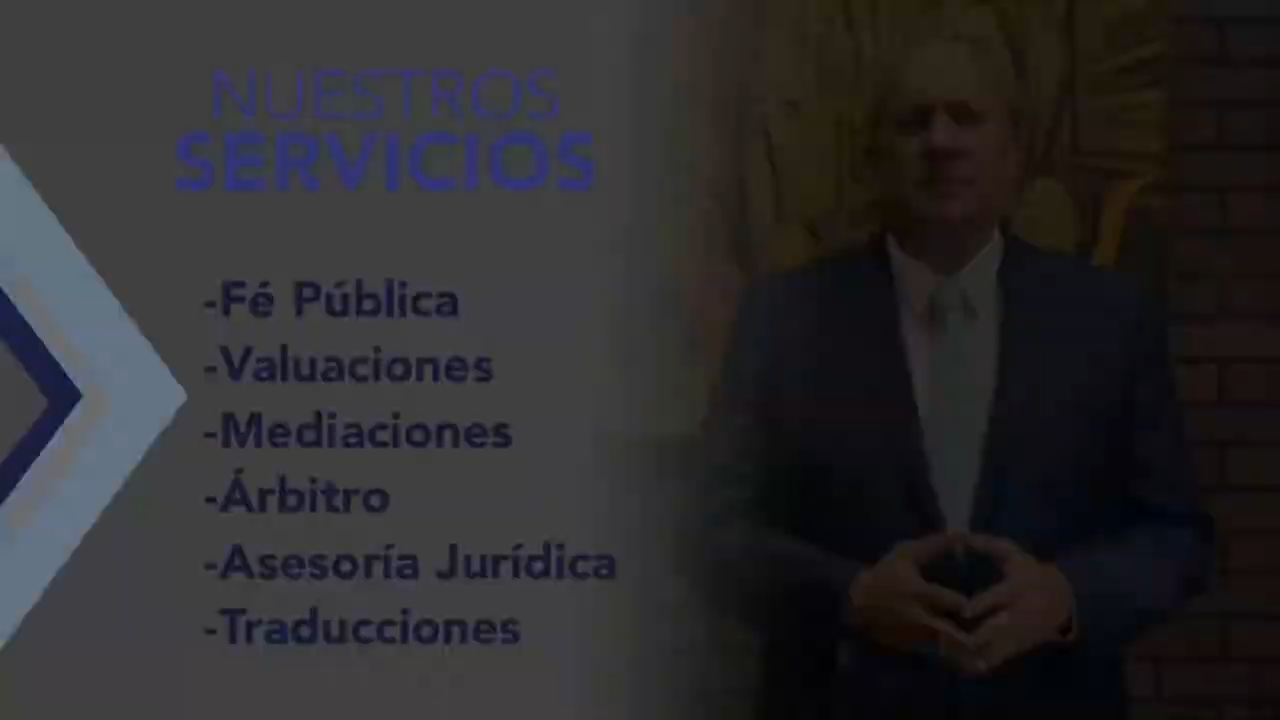 NUESTROS
SERVICIOS
-Fé Pública
-Valuaciones
-Mediaciones
-Árbitro
-Asesoría Jurídica
-Traducciones